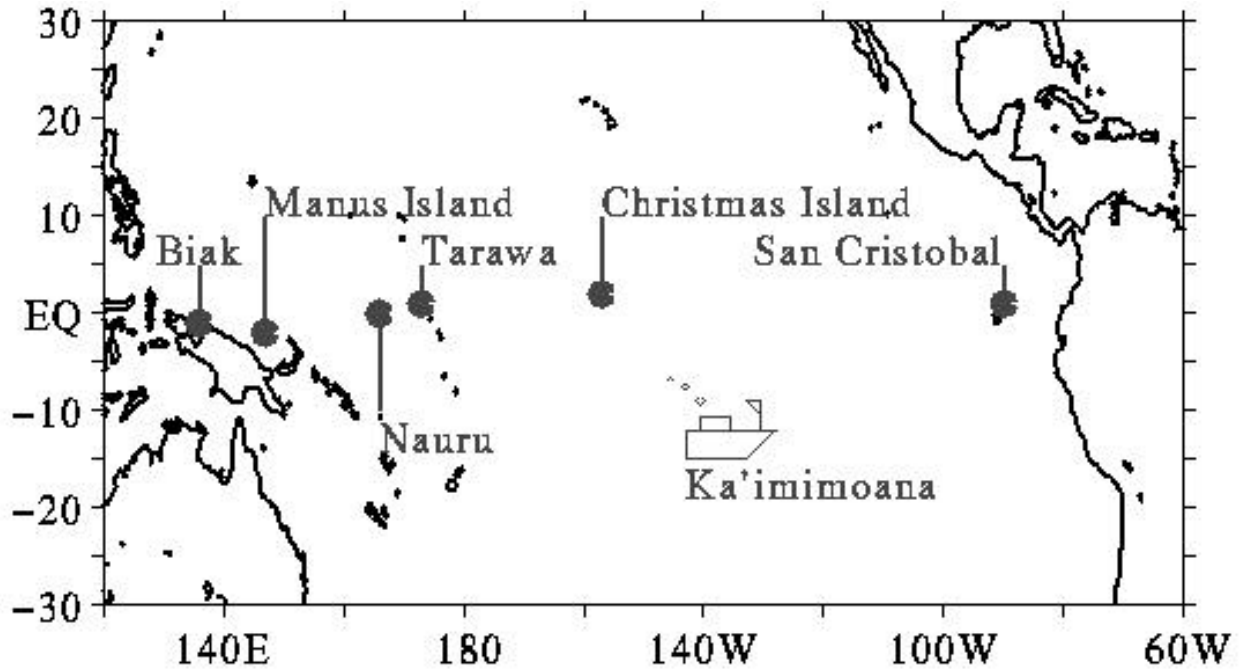 30
20
10
EQ
−10
−20
−30
Manus Island
Christmas Island
Biak
Tarawa
San Cristobal
Nauru
Ka'imimoana
140E
180
140W
100W
60W